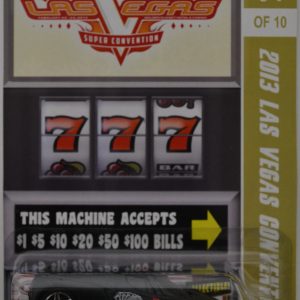 LAS VEGAS
SUPER CONVENTION
OF 10
2013 LAS VEGAS CONVENT
7 7 7
BAR
THIS MACHINE ACCEPTS
$1 $5 $10 $20 $50 $100 BILLS